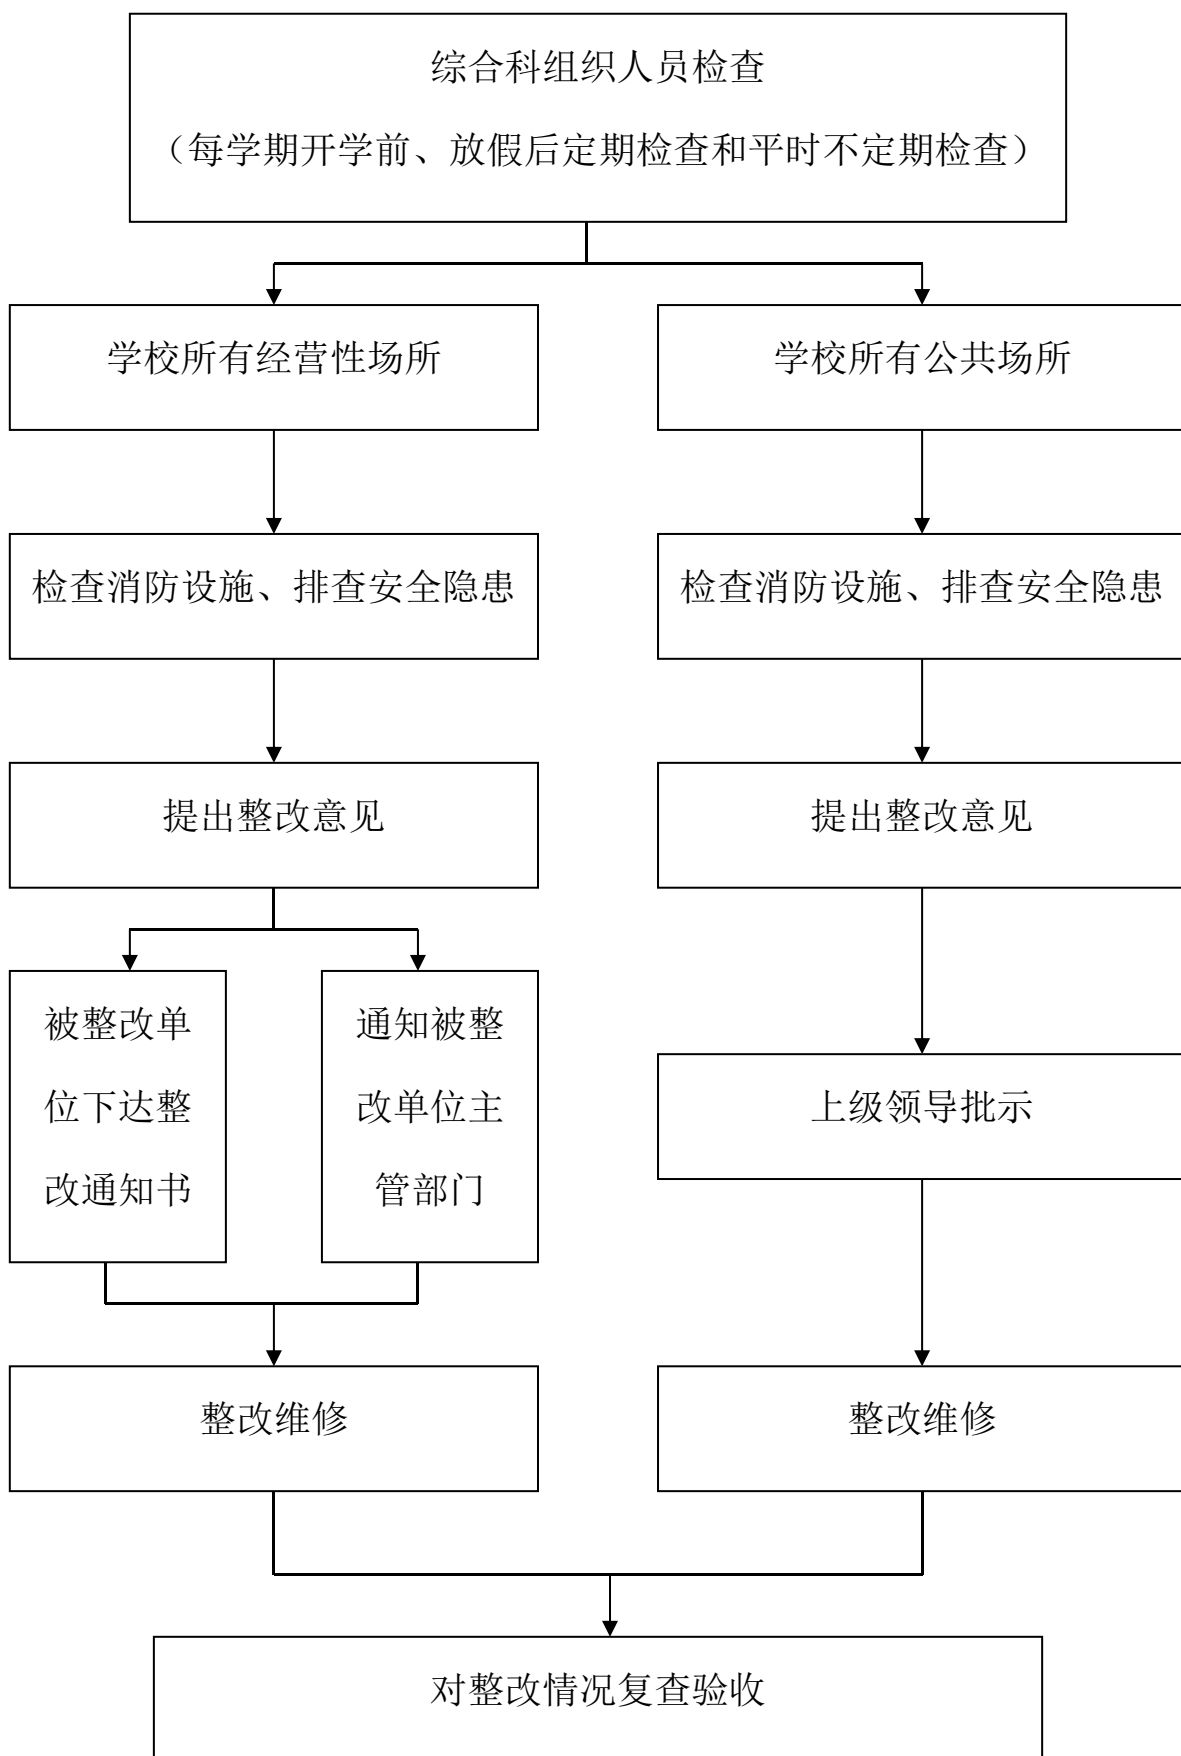 综合科组织人员检查
（每学期开学前、放假后定期检查和平时不定期检查）
学校所有经营性场所
学校所有公共场所
检查消防设施、排查安全隐患
检查消防设施、排查安全隐患
提出整改意见
提出整改意见
被整改单
位下达整
改通知书
通知被整
改单位主
管部门
上级领导批示
整改维修
整改维修
对整改情况复查验收